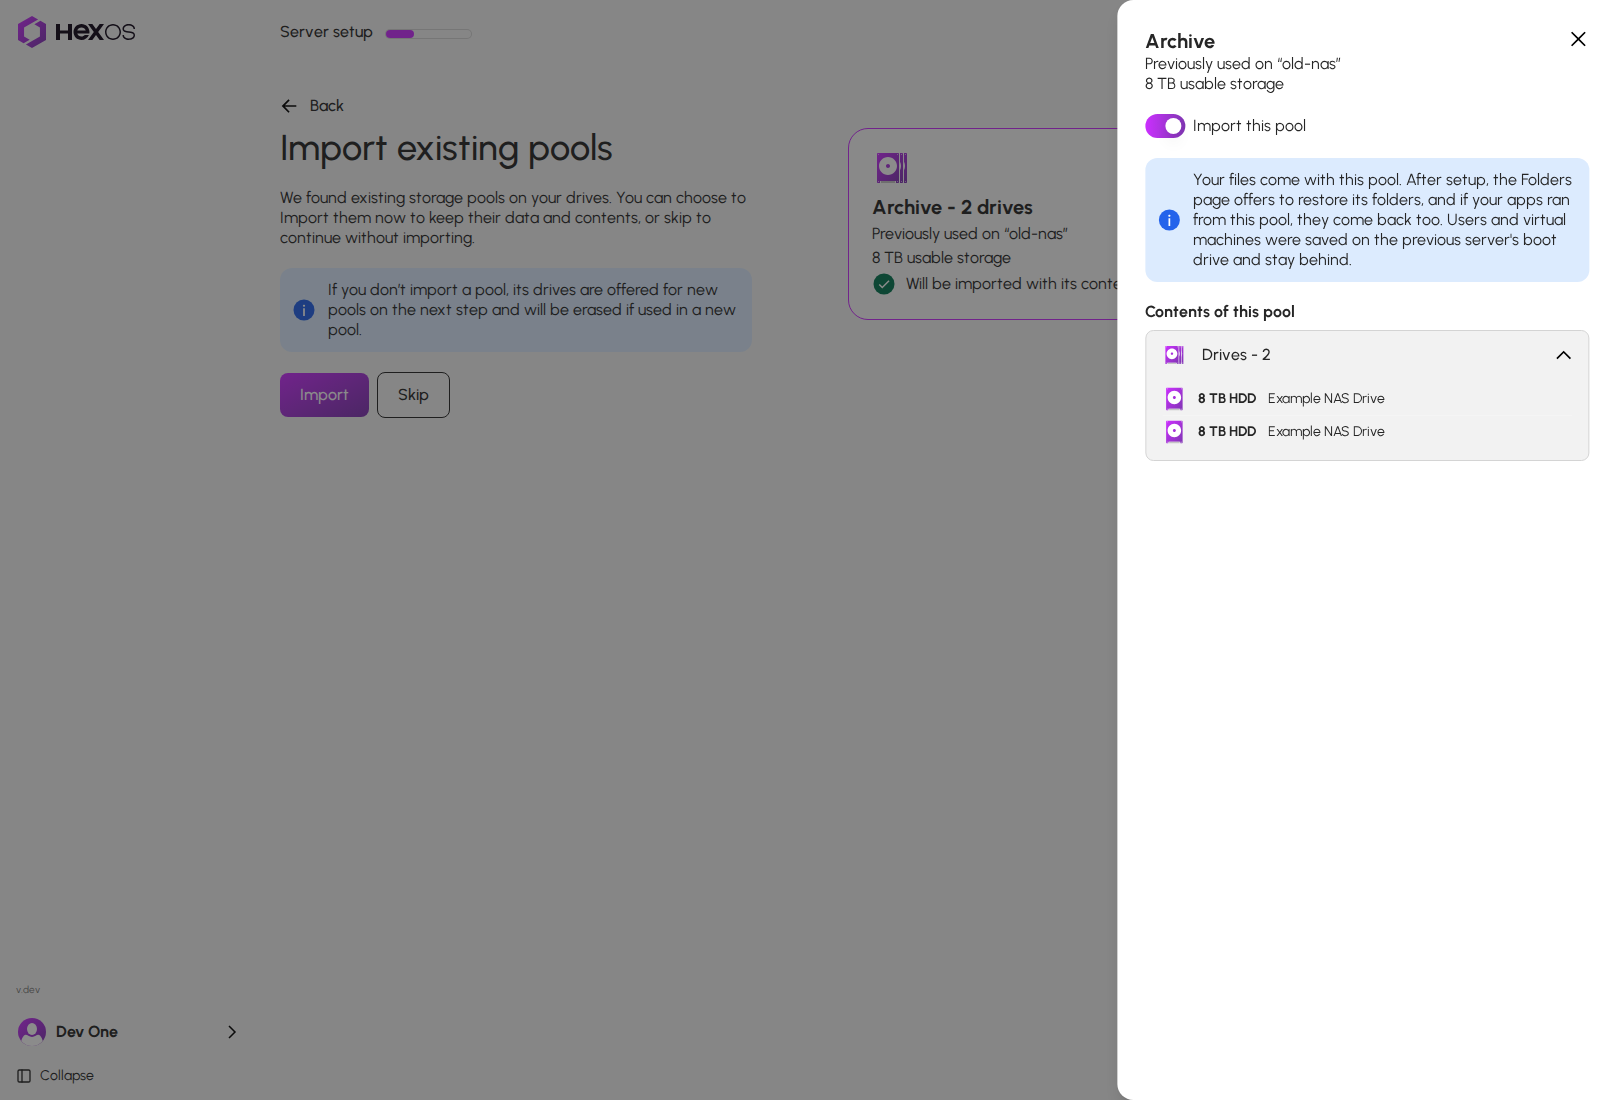 HexOS
Server setup
Back
Import existing pools
We found existing storage pools on your drives. You can choose to
Import them now to keep their data and contents, or skip to
continue without importing.
If you don’t import a pool, its drives are offered for new
pools on the next step and will be erased if used in a new
pool.
Import
Skip
Archive - 2 drives
Previously used on “old-nas”
8 TB usable storage
Will be imported with its conte
v.dev
Dev One
Collapse
Archive
Previously used on “old-nas”
8 TB usable storage
Import this pool
Your files come with this pool. After setup, the Folders
page offers to restore its folders, and if your apps ran
from this pool, they come back too. Users and virtual
machines were saved on the previous server's boot
drive and stay behind.
Contents of this pool
Drives - 2
8 TB HDD Example NAS Drive
8 TB HDD Example NAS Drive